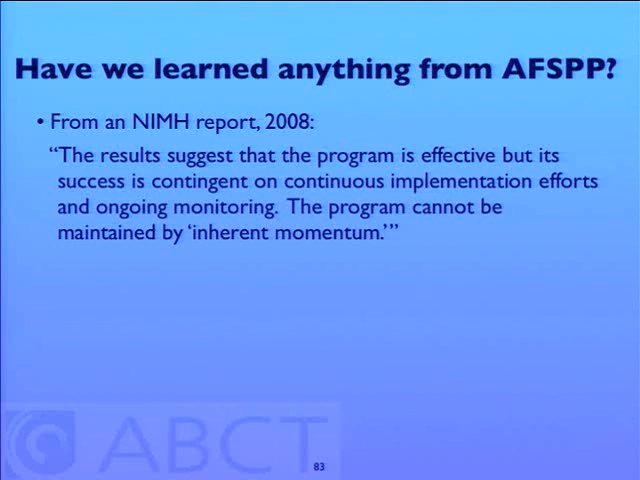 Have we learned anything from AFSPP?
• From an NIMH report, 2008:
“The results suggest that the program is effective but its
success is contingent on continuous implementation efforts
and ongoing monitoring. The program cannot be
maintained by ‘inherent momentum.’”
ABCT
83